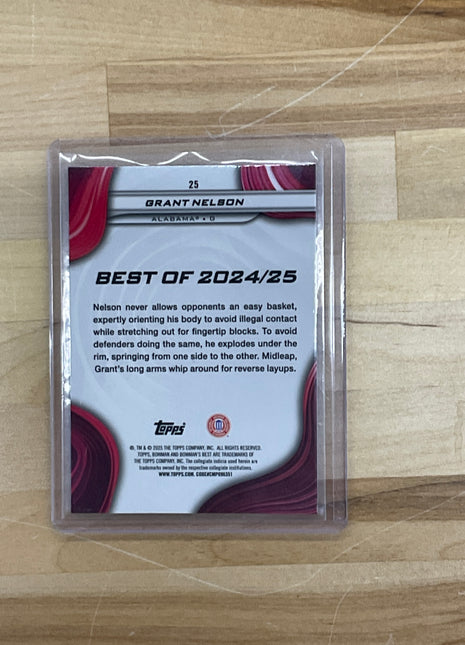 25
GRANT NELSON
ALABAMA® • G
BEST OF 2024/25
Nelson never allows opponents an easy basket,
expertly orienting his body to avoid illegal contact
while stretching out for fingertip blocks. To avoid
defenders doing the same, he explodes under the
rim, springing from one side to the other. Midleap,
Grant's long arms whip around for reverse layups.
Topps
®, TM & © 2025 THE TOPPS COMPANY, INC. ALL RIGHTS RESERVED.
TOPPS, BOWMAN AND BOWMAN'S BEST ARE TRADEMARKS OF
THE TOPPS COMPANY, INC. The collegiate indicia used herein are
trademarks owned by the respective collegiate institutions.
WWW.TOPPS.COM. CODE#CMP096351